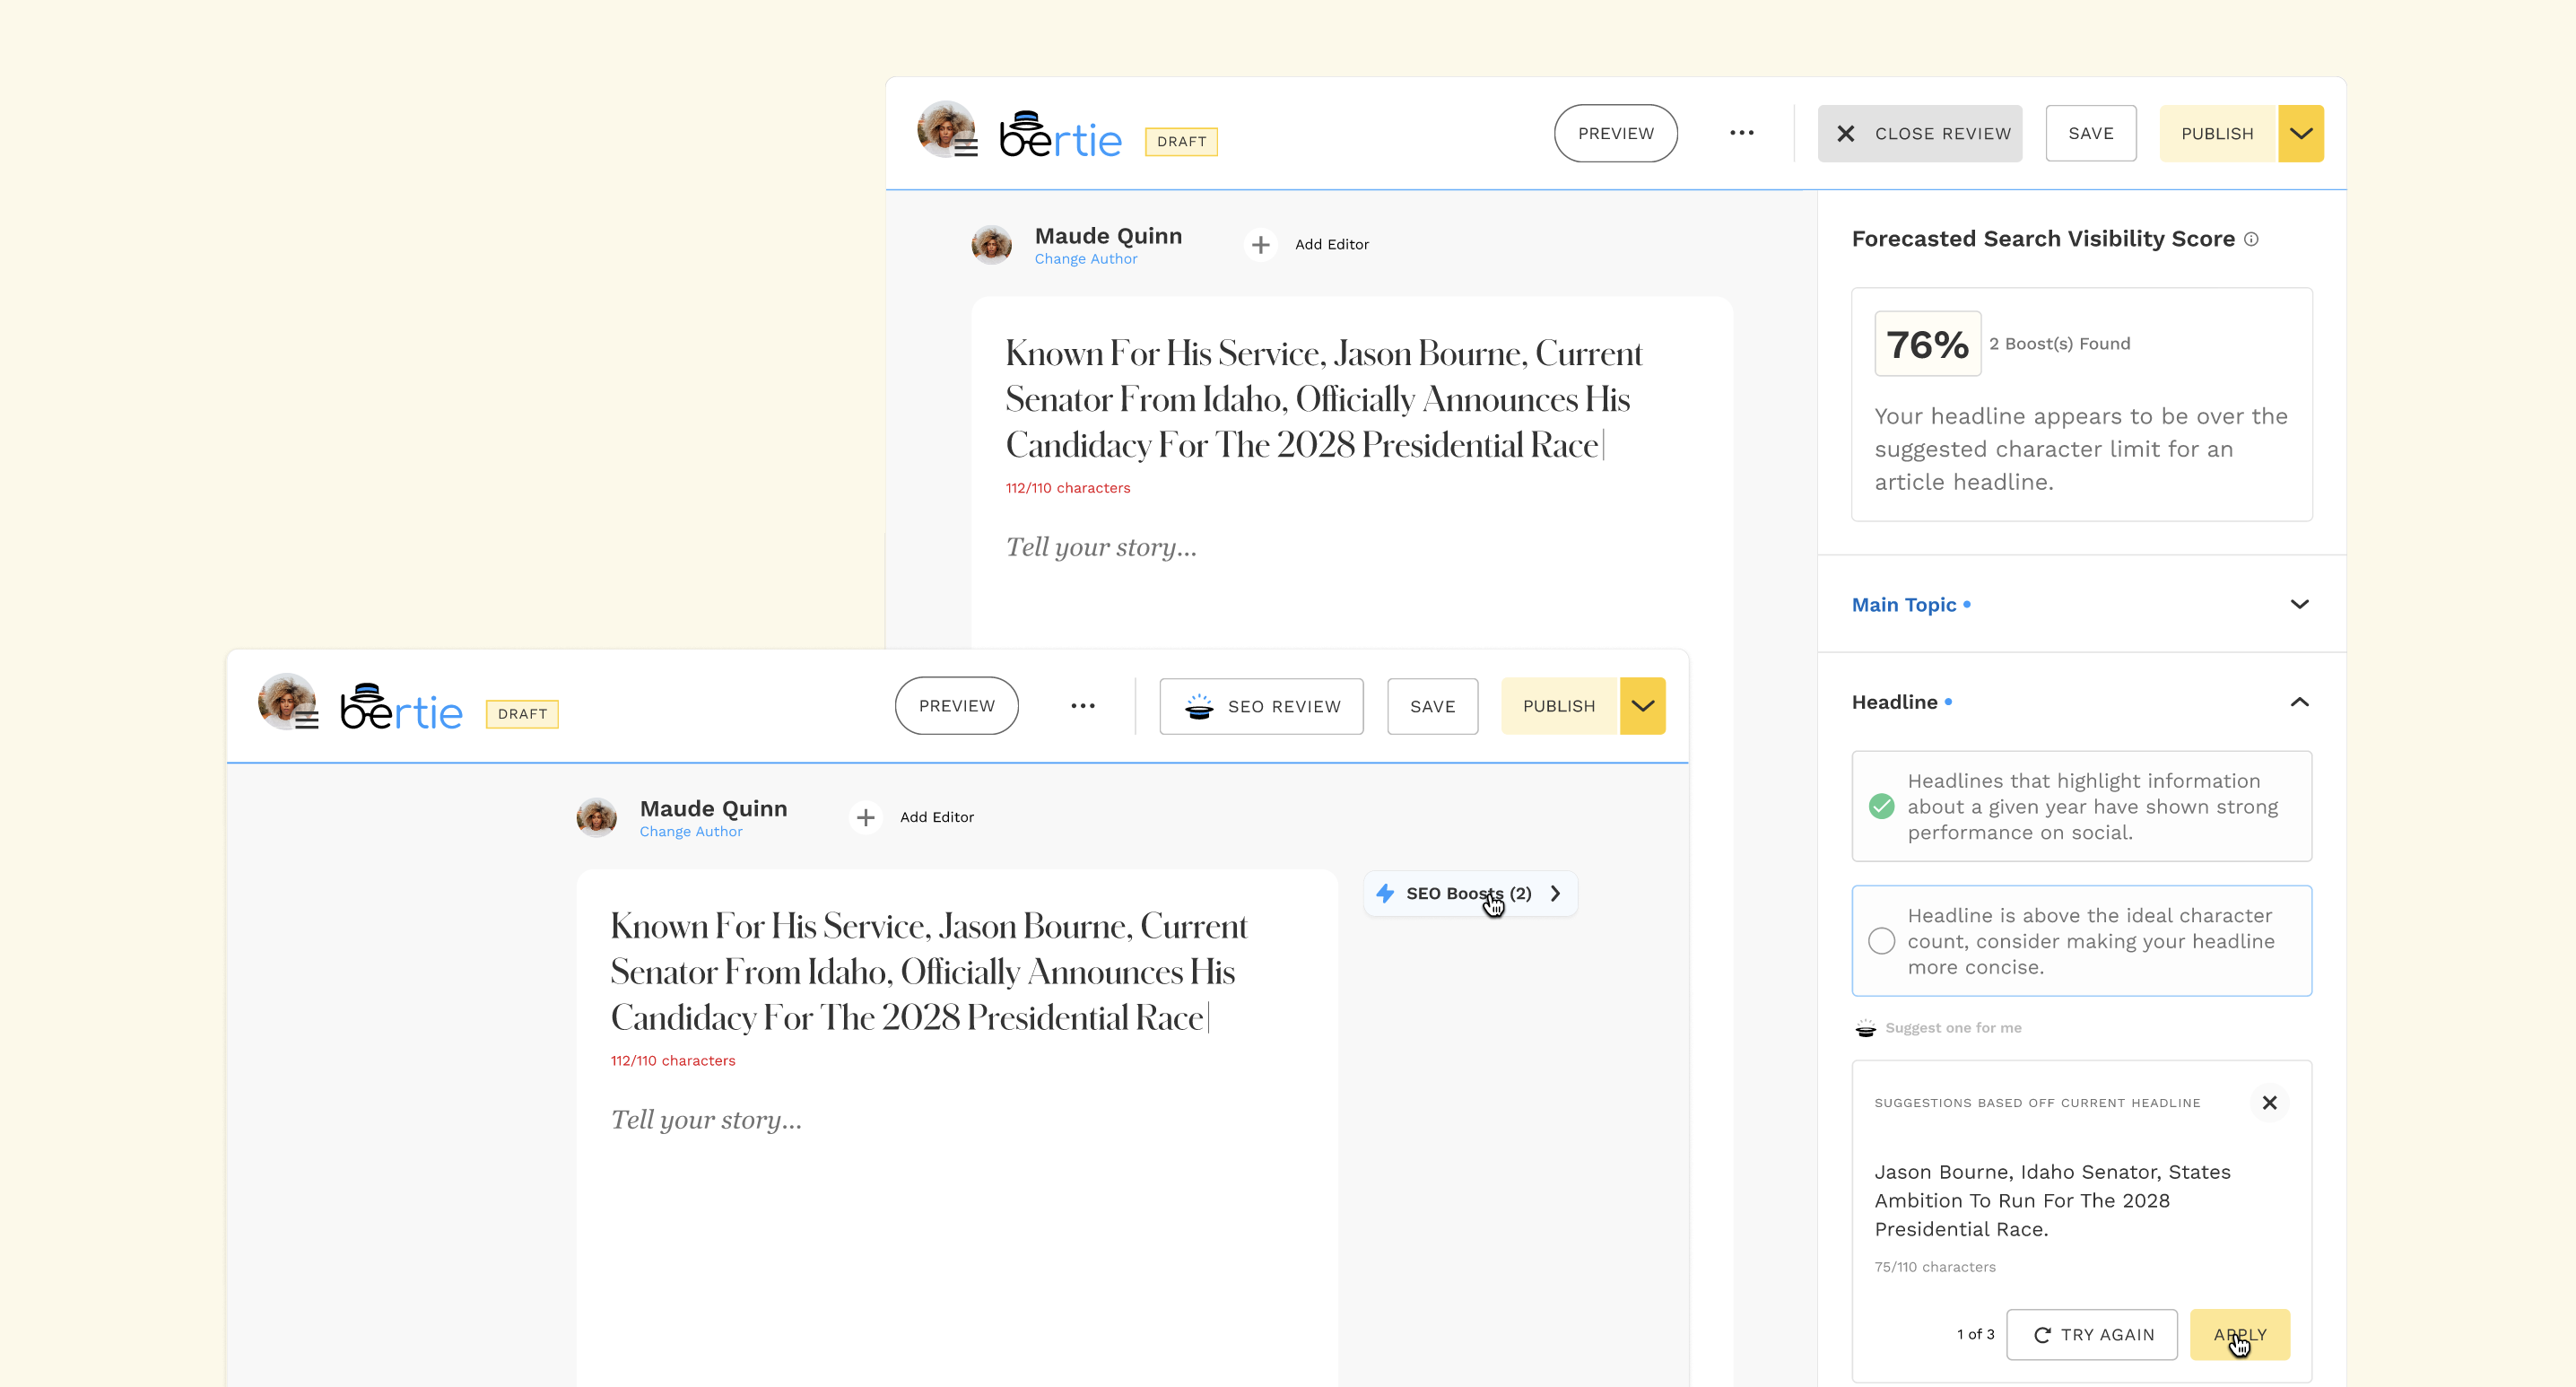 bertie
DRAFT
PREVIEW
CLOSE REVIEW
SAVE
PUBLISH
Maude Quinn
Change Author
Add Editor
Known For His Service, Jason Bourne, Current
Senator From Idaho, Officially Announces His
Candidacy For The 2028 Presidential Race
112/110 characters
Tell your story...
Forecasted Search Visibility Score
76%
2 Boost(s) Found
Your headline appears to be over the
suggested character limit for an
article headline.
Main Topic
Headline
Headlines that highlight information
about a given year have shown strong
performance on social.
Headline is above the ideal character
count, consider making your headline
more concise.
Suggest one for me
SUGGESTIONS BASED OFF CURRENT HEADLINE
Jason Bourne, Idaho Senator, States
Ambition To Run For The 2028
Presidential Race.
75/110 characters
1 of 3
TRY AGAIN
APPLY
bertie
DRAFT
PREVIEW
SEO REVIEW
SAVE
PUBLISH
Maude Quinn
Change Author
Add Editor
Known For His Service, Jason Bourne, Current
Senator From Idaho, Officially Announces His
Candidacy For The 2028 Presidential Race
112/110 characters
Tell your story...
SEO Boosts (2)